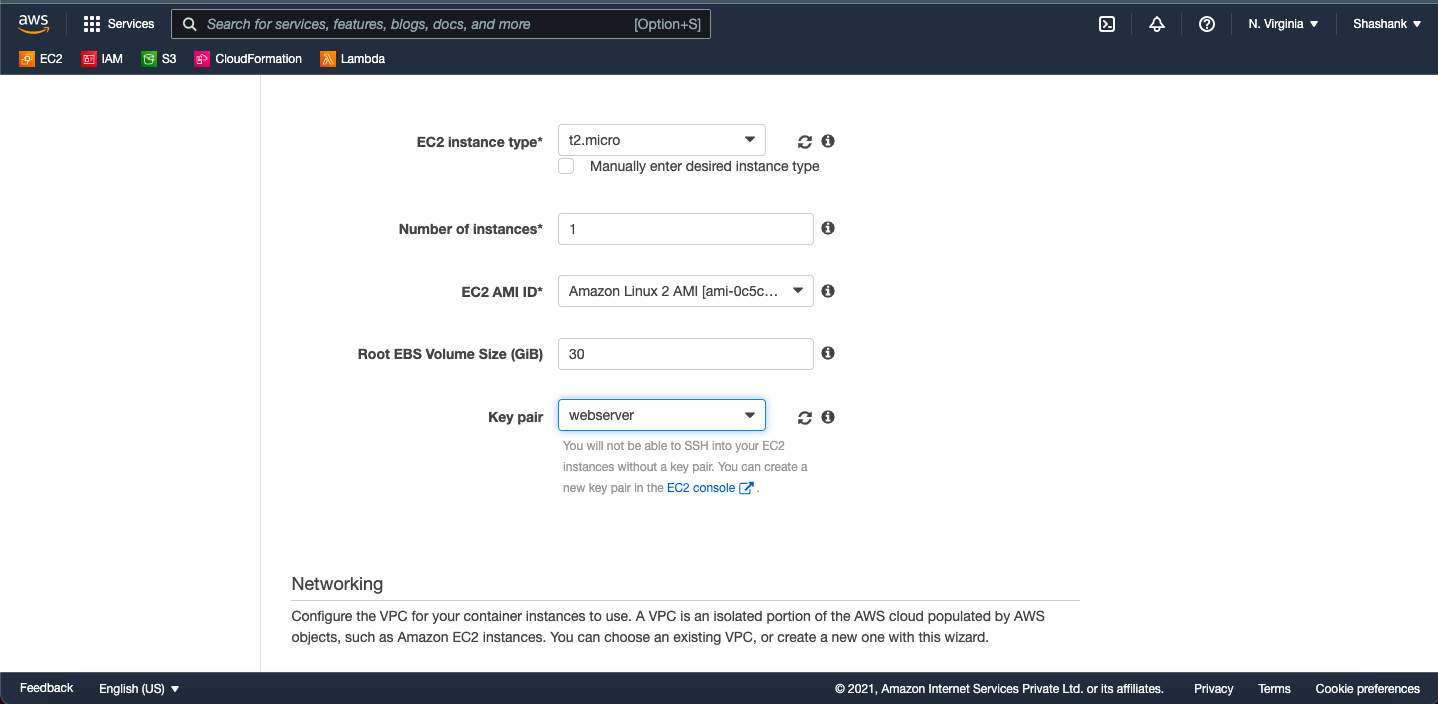 aws
Services
Search for services, features, blogs, docs, and more
[Option+S]
N. Virginia
Shashank
EC2
IAM
S3
CloudFormation
Lambda
EC2 instance type*
t2.micro
Manually enter desired instance type
Number of instances*
1
EC2 AMI ID*
Amazon Linux 2 AMI [ami-0c5c...
Root EBS Volume Size (GiB)
30
Key pair
webserver
You will not be able to SSH into your EC2
instances without a key pair. You can create a
new key pair in the EC2 console .
Networking
Configure the VPC for your container instances to use. A VPC is an isolated portion of the AWS cloud populated by AWS
objects, such as Amazon EC2 instances. You can choose an existing VPC, or create a new one with this wizard.
Feedback
English (US)
© 2021, Amazon Internet Services Private Ltd. or its affiliates.
Privacy
Terms
Cookie preferences